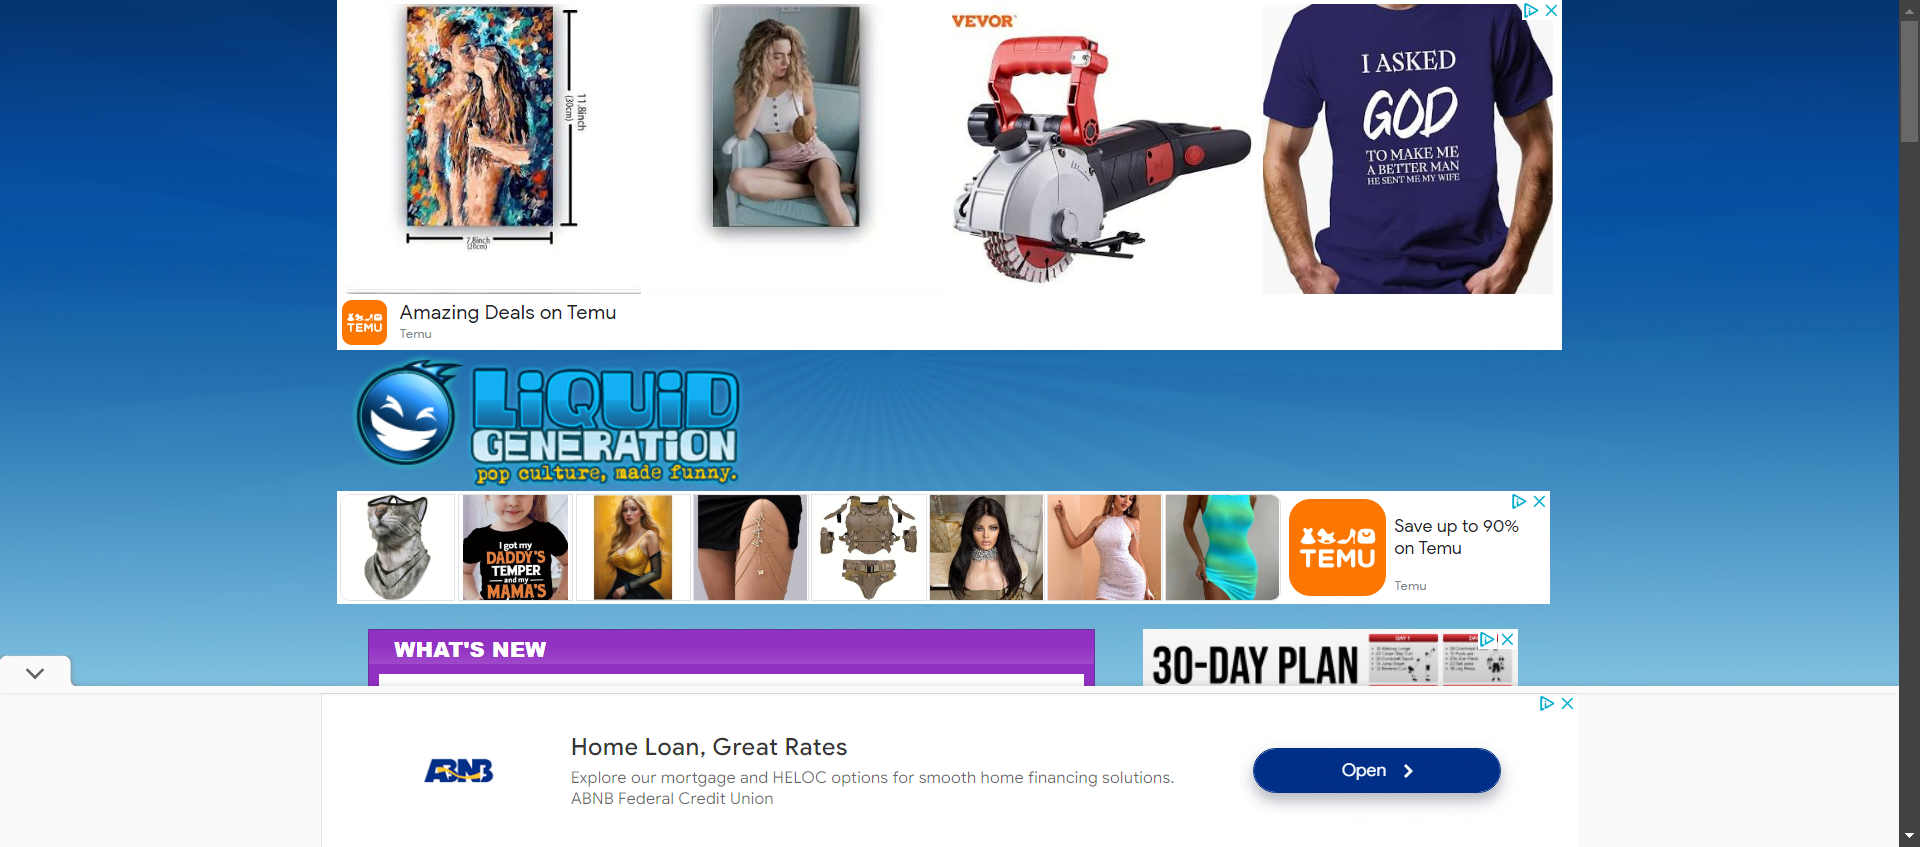 11.8inch
(30cm)
7.8inch
(20cm)
VEVOR
I ASKED
GOD
TO MAKE ME
A BETTER MAN
HE SENT ME MY WIFE
TEMU
Amazing Deals on Temu
Temu
LiQUiD
GENERATiON
pop culture, made funny.
I got my
DADDY'S
TEMPER
and my
MAMA'S
TEMU
Save up to 90%
on Temu
Temu
WHAT'S NEW
30-DAY PLAN
DAY 1
ABNB
Home Loan, Great Rates
Explore our mortgage and HELOC options for smooth home financing solutions.
ABNB Federal Credit Union
Open